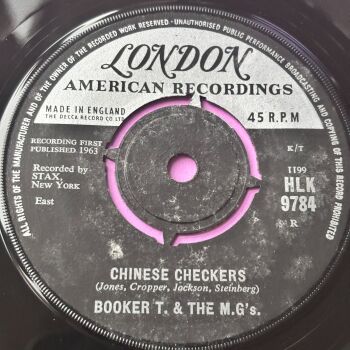 ALL RIGHTS OF THE MANUFACTURER AND OF THE OWNER OF THE RECORDED WORK RESERVED · UNAUTHORISED PUBLIC PERFORMANCE, BROADCASTING AND COPYING OF THIS RECORD PROHIBITED
LONDON
AMERICAN RECORDINGS
MADE IN ENGLAND
THE DECCA RECORD CO LTD
45 R.P.M
RECORDING FIRST
PUBLISHED 1963
K/T
Recorded by
STAX,
New York
1199
HLK
9784
East
R
CHINESE CHECKERS
(Jones, Cropper, Jackson, Steinberg)
BOOKER T. & THE M.G's.